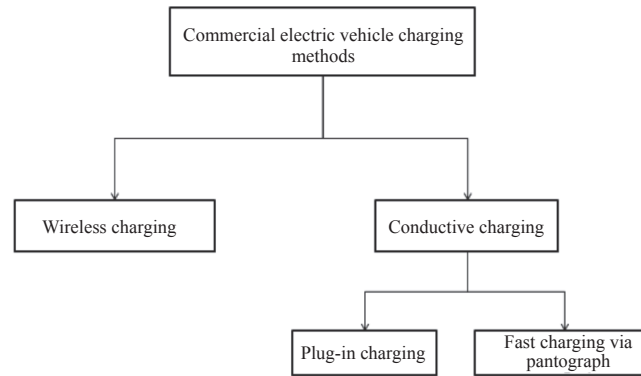 Commercial electric vehicle charging
methods
Wireless charging
Conductive charging
Plug-in charging
Fast charging via
pantograph